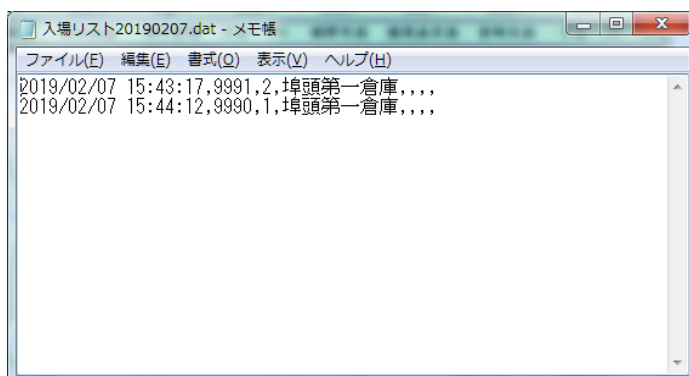 入場リスト20190207.dat - メモ帳
ファイル(F) 編集(E) 書式(O) 表示(V) ヘルプ(H)
2019/02/07 15:43:17,9991,2,埠頭第一倉庫,,,,
2019/02/07 15:44:12,9990,1,埠頭第一倉庫,,,,